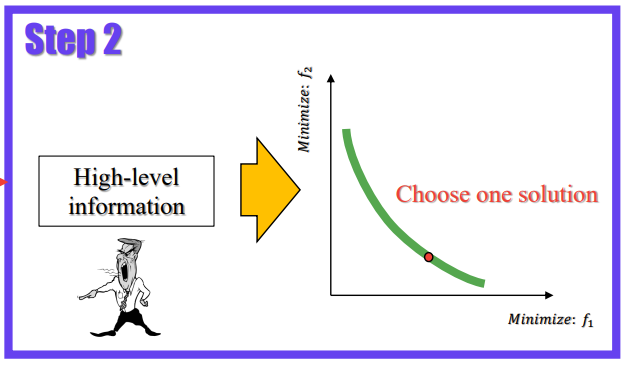 Step 2
High-level
information
Minimize: f₂
Choose one solution
Minimize: f₁